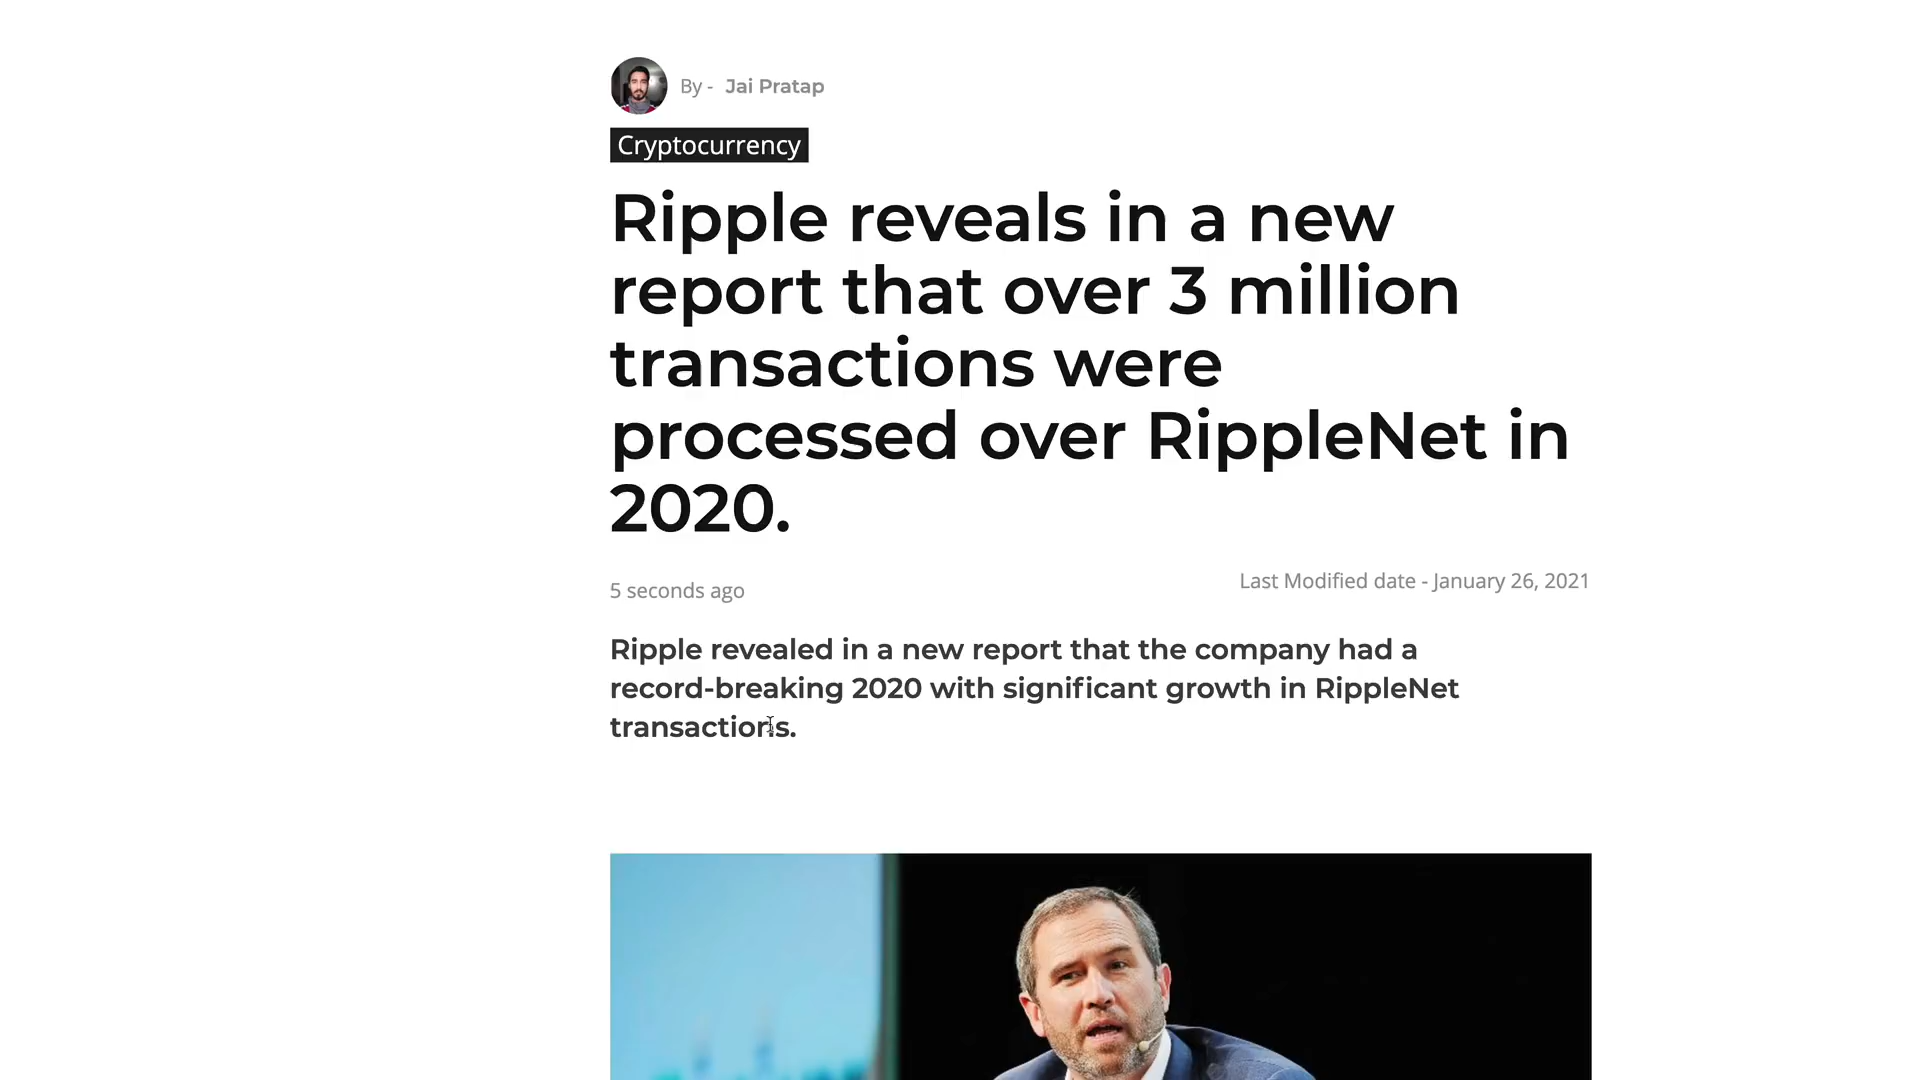 By - Jai Pratap
Cryptocurrency
Ripple reveals in a new
report that over 3 million
transactions were
processed over RippleNet in
2020.
5 seconds ago
Last Modified date - January 26, 2021
Ripple revealed in a new report that the company had a
record-breaking 2020 with significant growth in RippleNet
transactions.